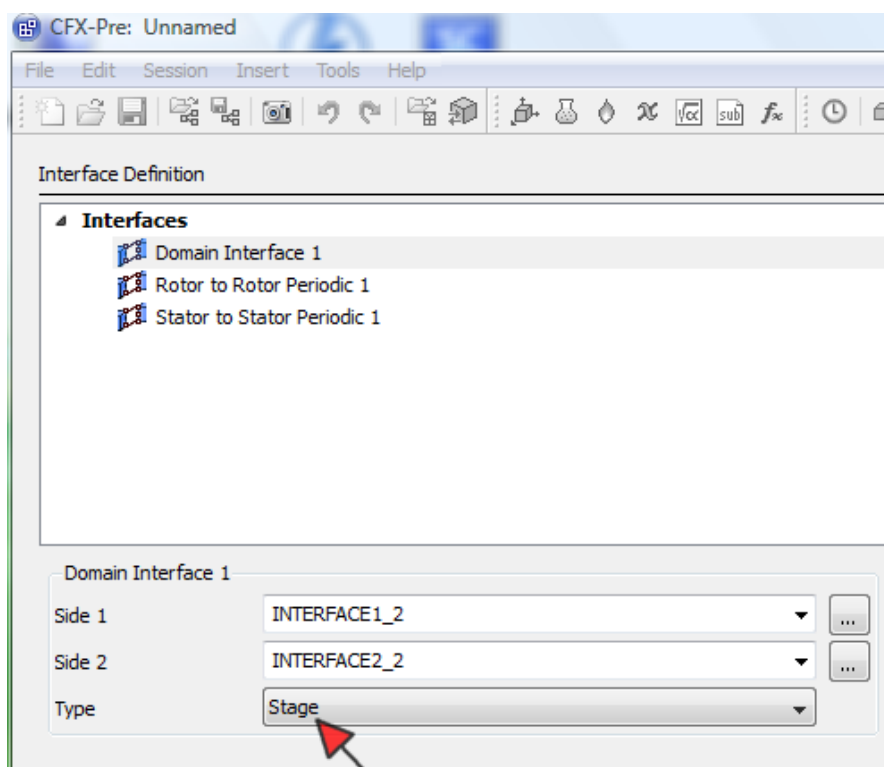 CFX-Pre: Unnamed
File Edit Session Insert Tools Help
√α sub
Interface Definition
Interfaces
Domain Interface 1
Rotor to Rotor Periodic 1
Stator to Stator Periodic 1
Domain Interface 1
Side 1 INTERFACE1_2 ...
Side 2 INTERFACE2_2 ...
Type Stage